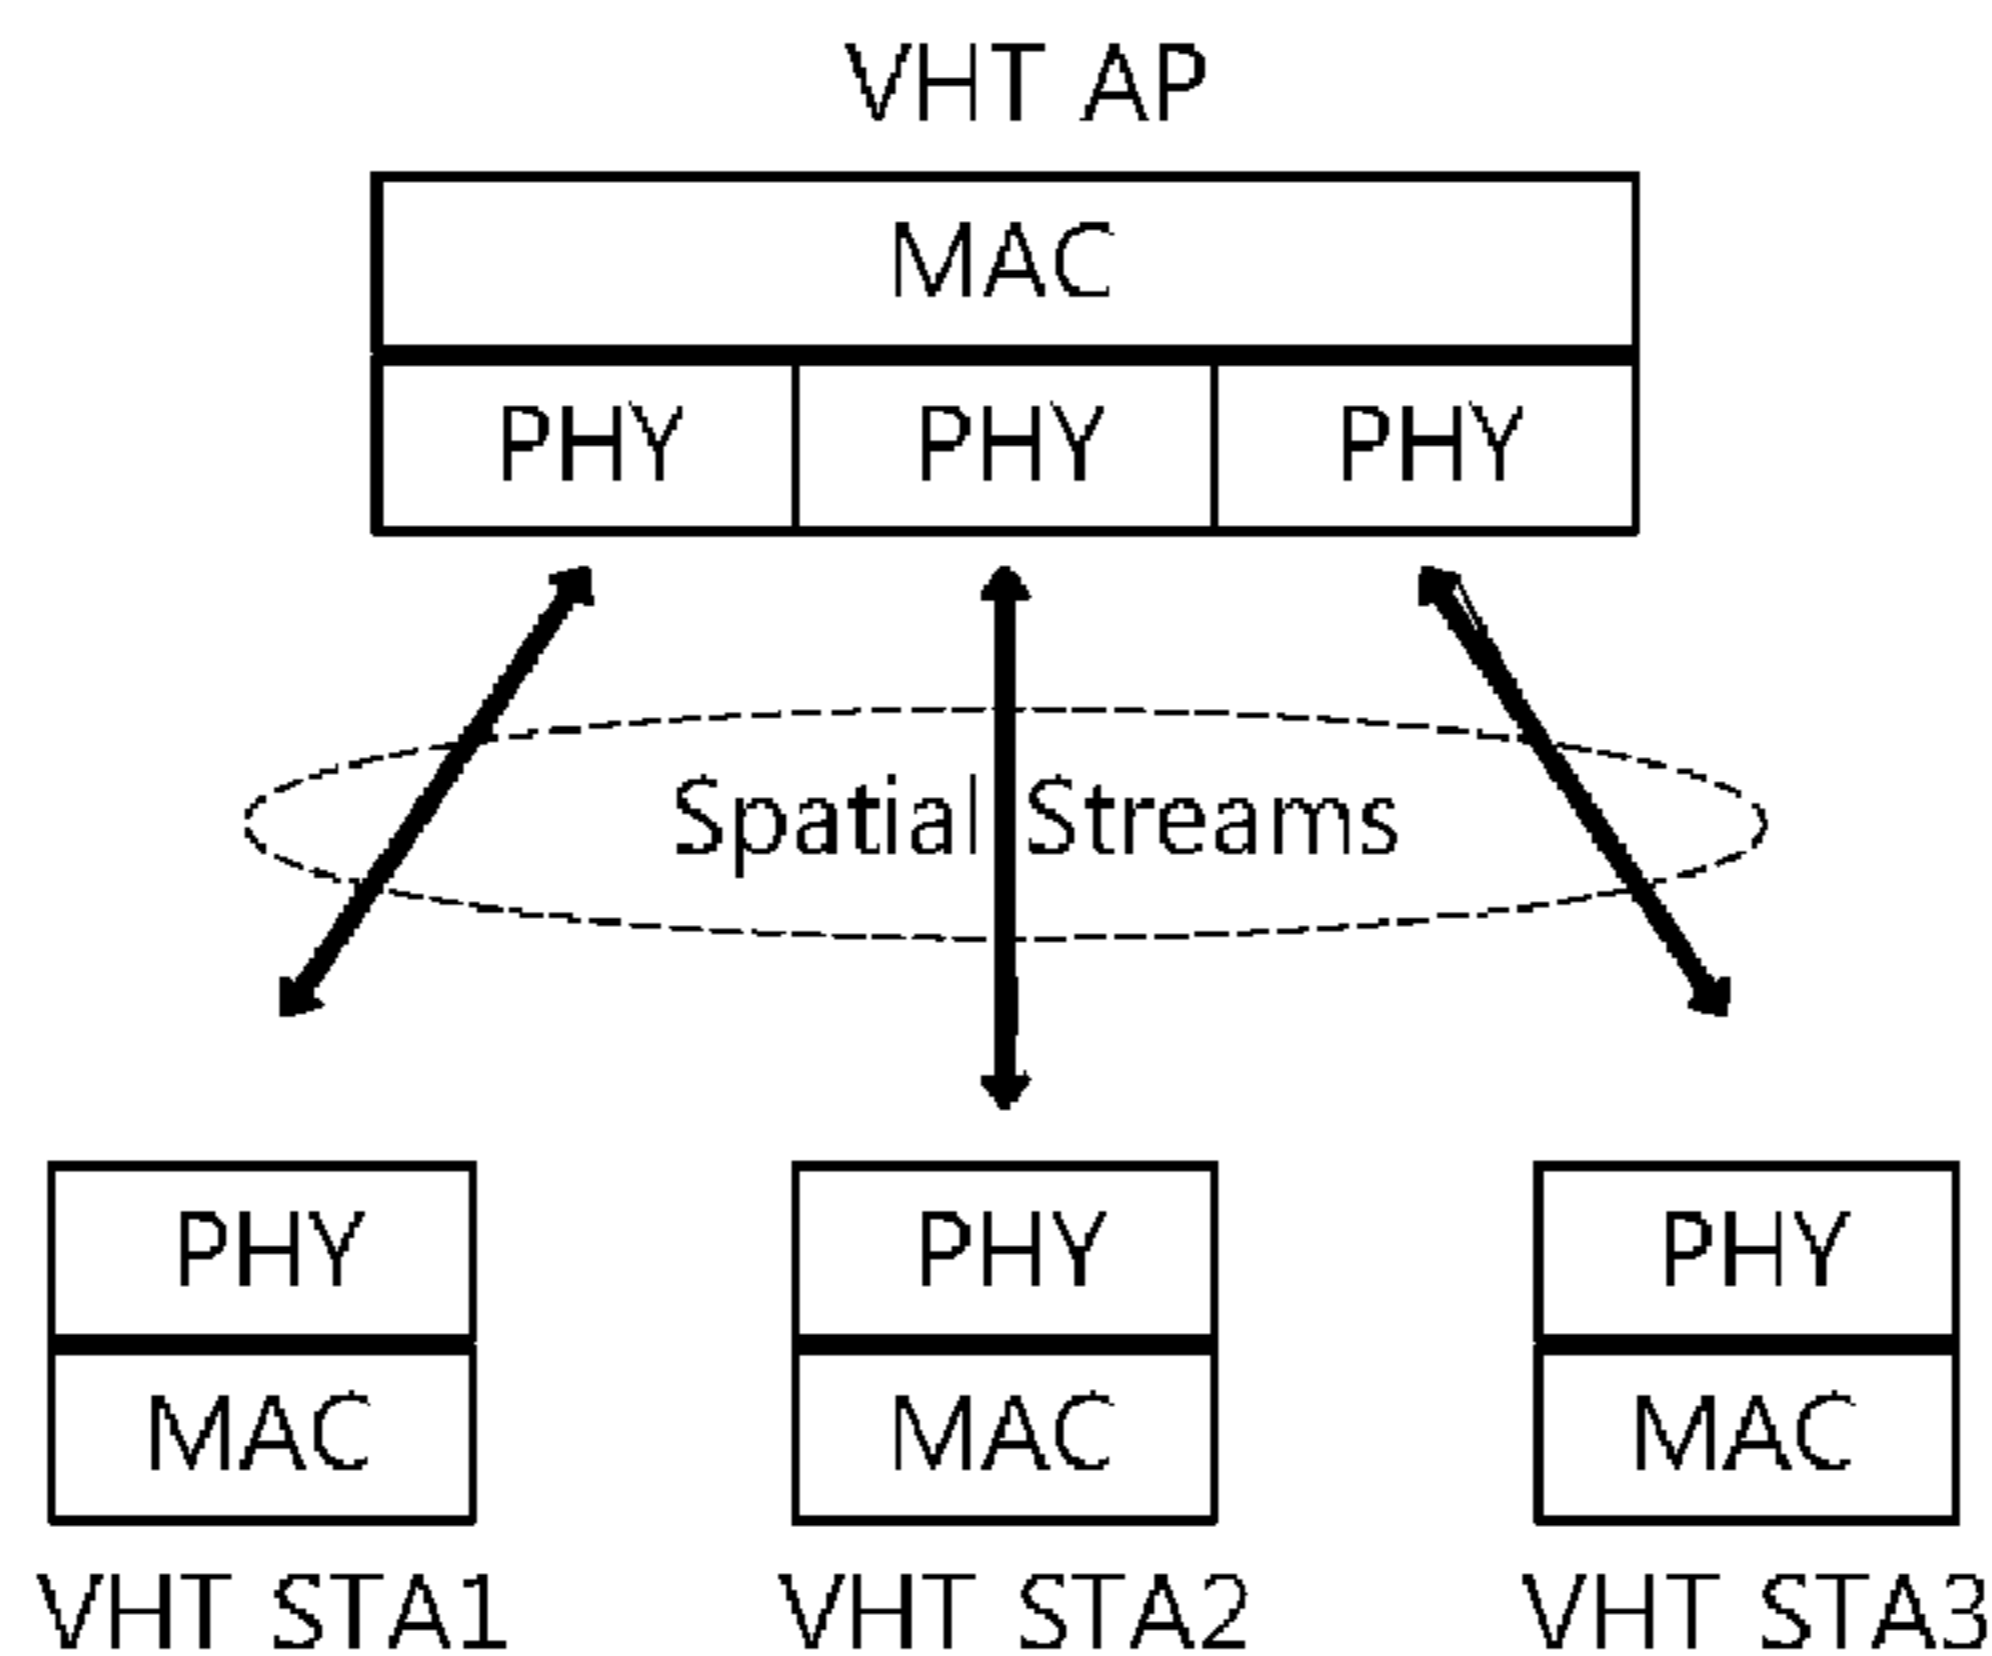 VHT AP
MAC
PHY PHY PHY
Spatial Streams
PHY PHY PHY
MAC MAC MAC
VHT STA1 VHT STA2 VHT STA3